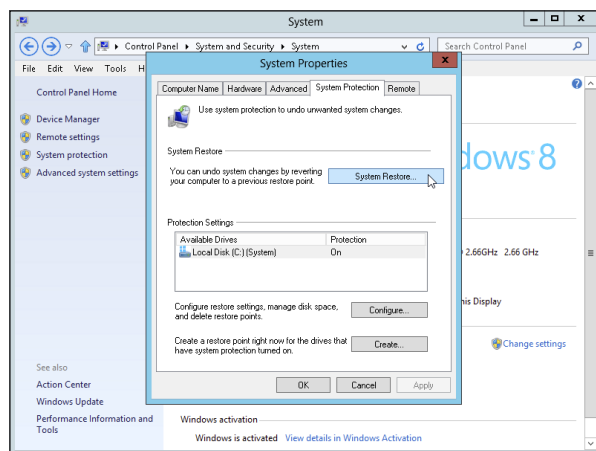 System
Control Panel ▸ System and Security ▸ System
Search Control Panel
File Edit View Tools H
System Properties
Control Panel Home
Device Manager
Remote settings
System protection
Advanced system settings
Computer Name Hardware Advanced System Protection Remote
Use system protection to undo unwanted system changes.
System Restore
You can undo system changes by reverting
your computer to a previous restore point.
System Restore...
Protection Settings
Available Drives Protection
Local Disk (C:) (System) On
Configure restore settings, manage disk space,
and delete restore points.
Configure...
Create a restore point right now for the drives that
have system protection turned on.
Create...
OK Cancel Apply
dows 8
2.66GHz 2.66 GHz
his Display
Change settings
See also
Action Center
Windows Update
Performance Information and
Tools
Windows activation
Windows is activated View details in Windows Activation